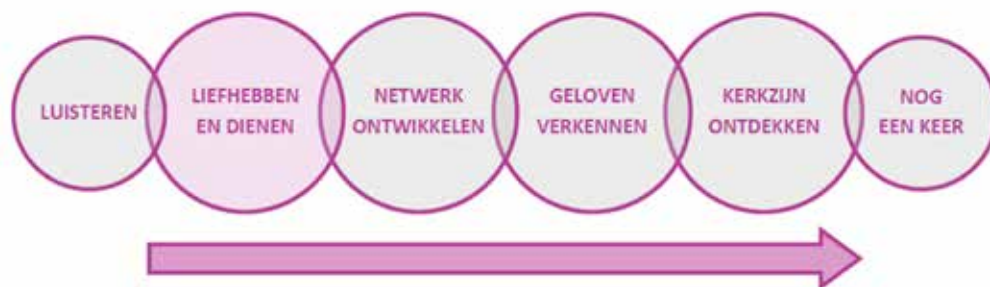 LUISTEREN
LIEFHEBBEN
EN DIENEN
NETWERK
ONTWIKKELEN
GELOVEN
VERKENNEN
KERKZIJN
ONTDEKKEN
NOG
EEN KEER